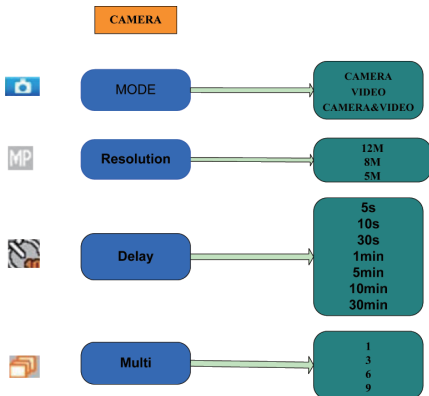 CAMERA
MODE
CAMERA
VIDEO
CAMERA&VIDEO
MP
Resolution
12M
8M
5M
Delay
5s
10s
30s
1min
5min
10min
30min
Multi
1
3
6
9